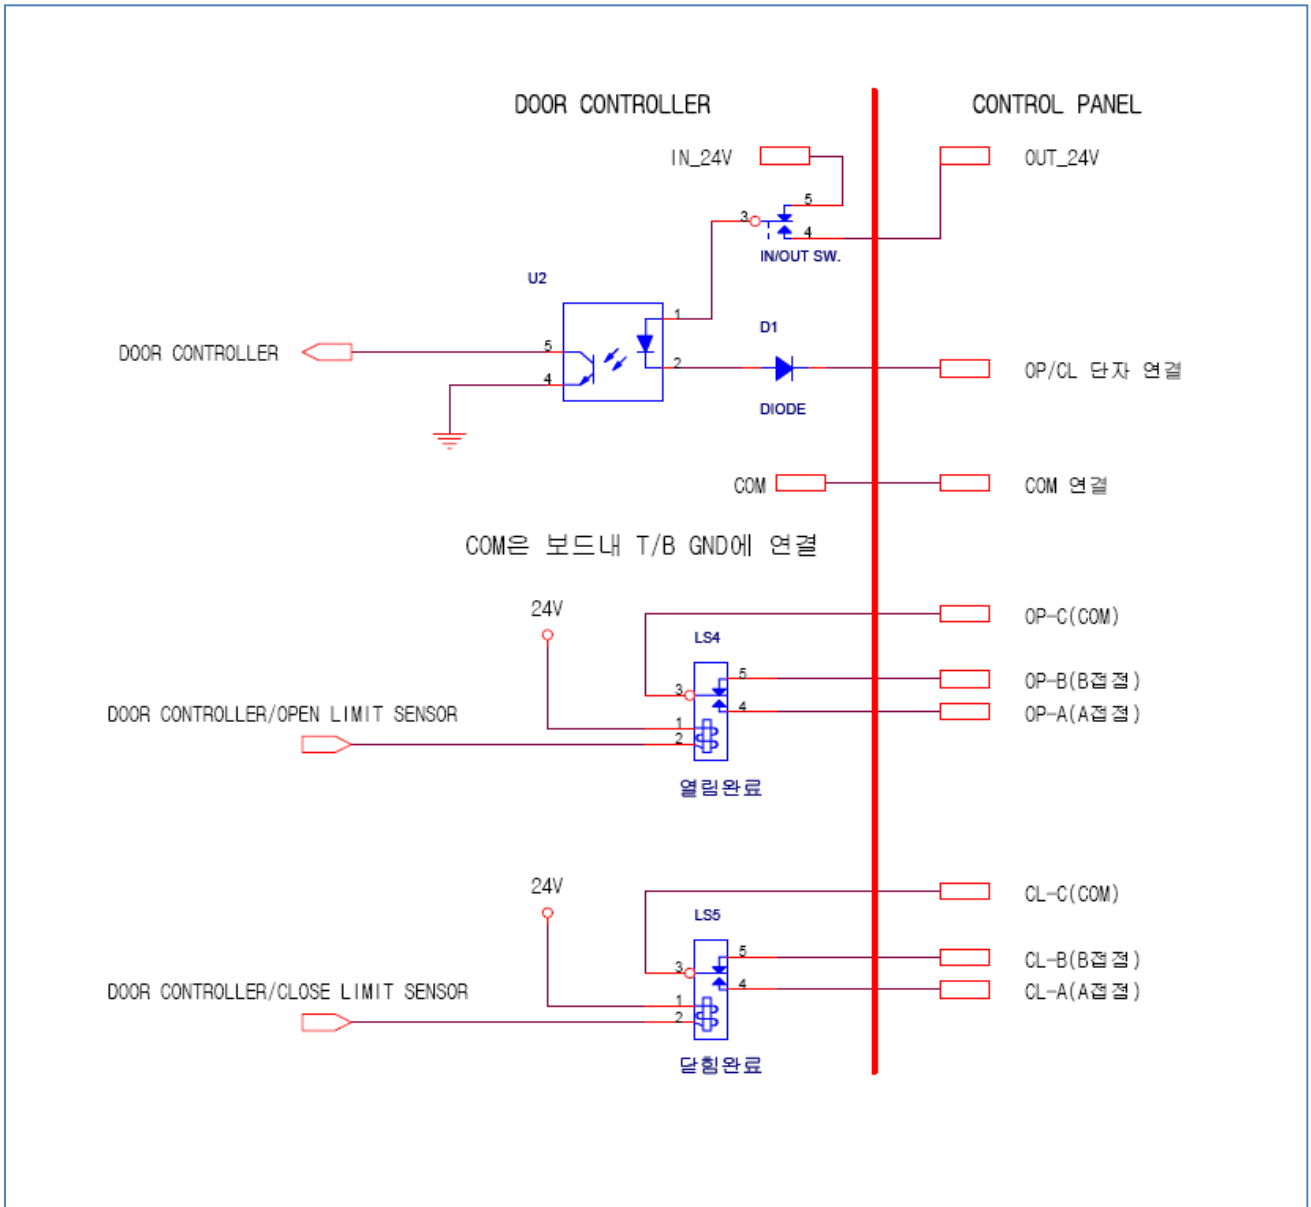 DOOR CONTROLLER
CONTROL PANEL
IN_24V
OUT_24V
5
3
4
IN/OUT SW.
U2
1
D1
DOOR CONTROLLER
5
2
OP/CL 단자 연결
4
DIODE
COM
COM 연결
COM은 보드내 T/B GND에 연결
24V
OP-C(COM)
LS4
5
OP-B(B접점)
3
4
OP-A(A접점)
DOOR CONTROLLER/OPEN LIMIT SENSOR
1
2
열림완료
24V
CL-C(COM)
LS5
5
CL-B(B접점)
3
4
CL-A(A접점)
DOOR CONTROLLER/CLOSE LIMIT SENSOR
1
2
닫힘완료